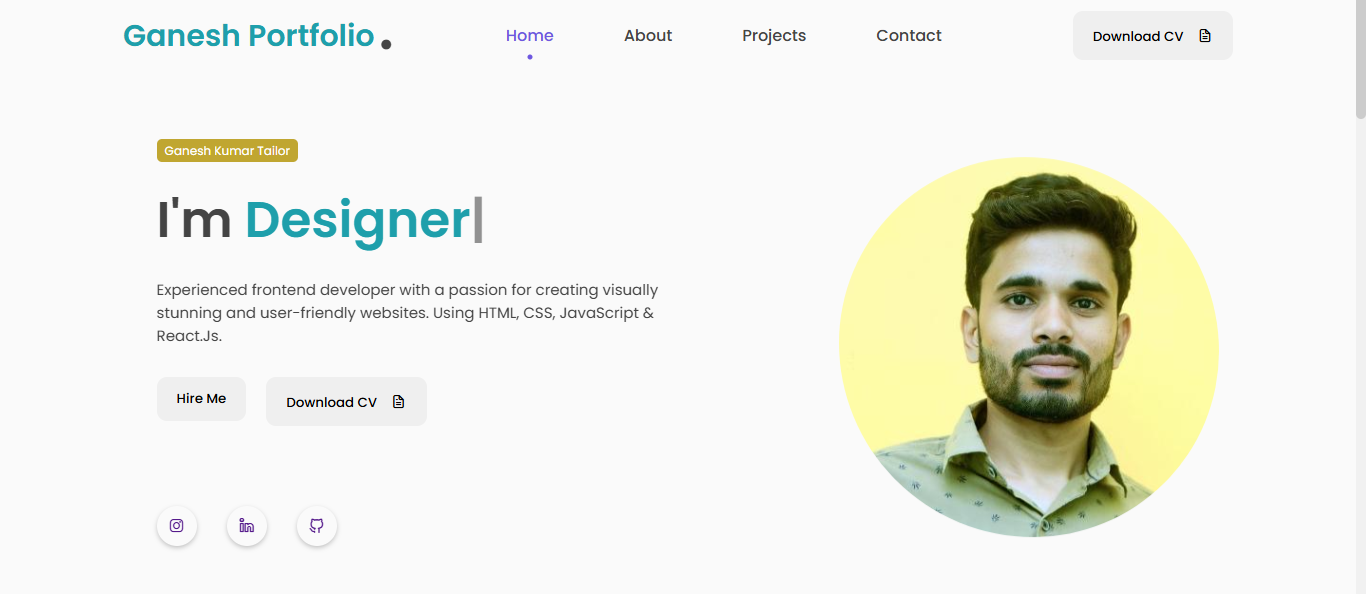 Ganesh Portfolio .
Home
About
Projects
Contact
Download CV
Ganesh Kumar Tailor
I'm Designer|
Experienced frontend developer with a passion for creating visually
stunning and user-friendly websites. Using HTML, CSS, JavaScript &
React.Js.
Hire Me
Download CV